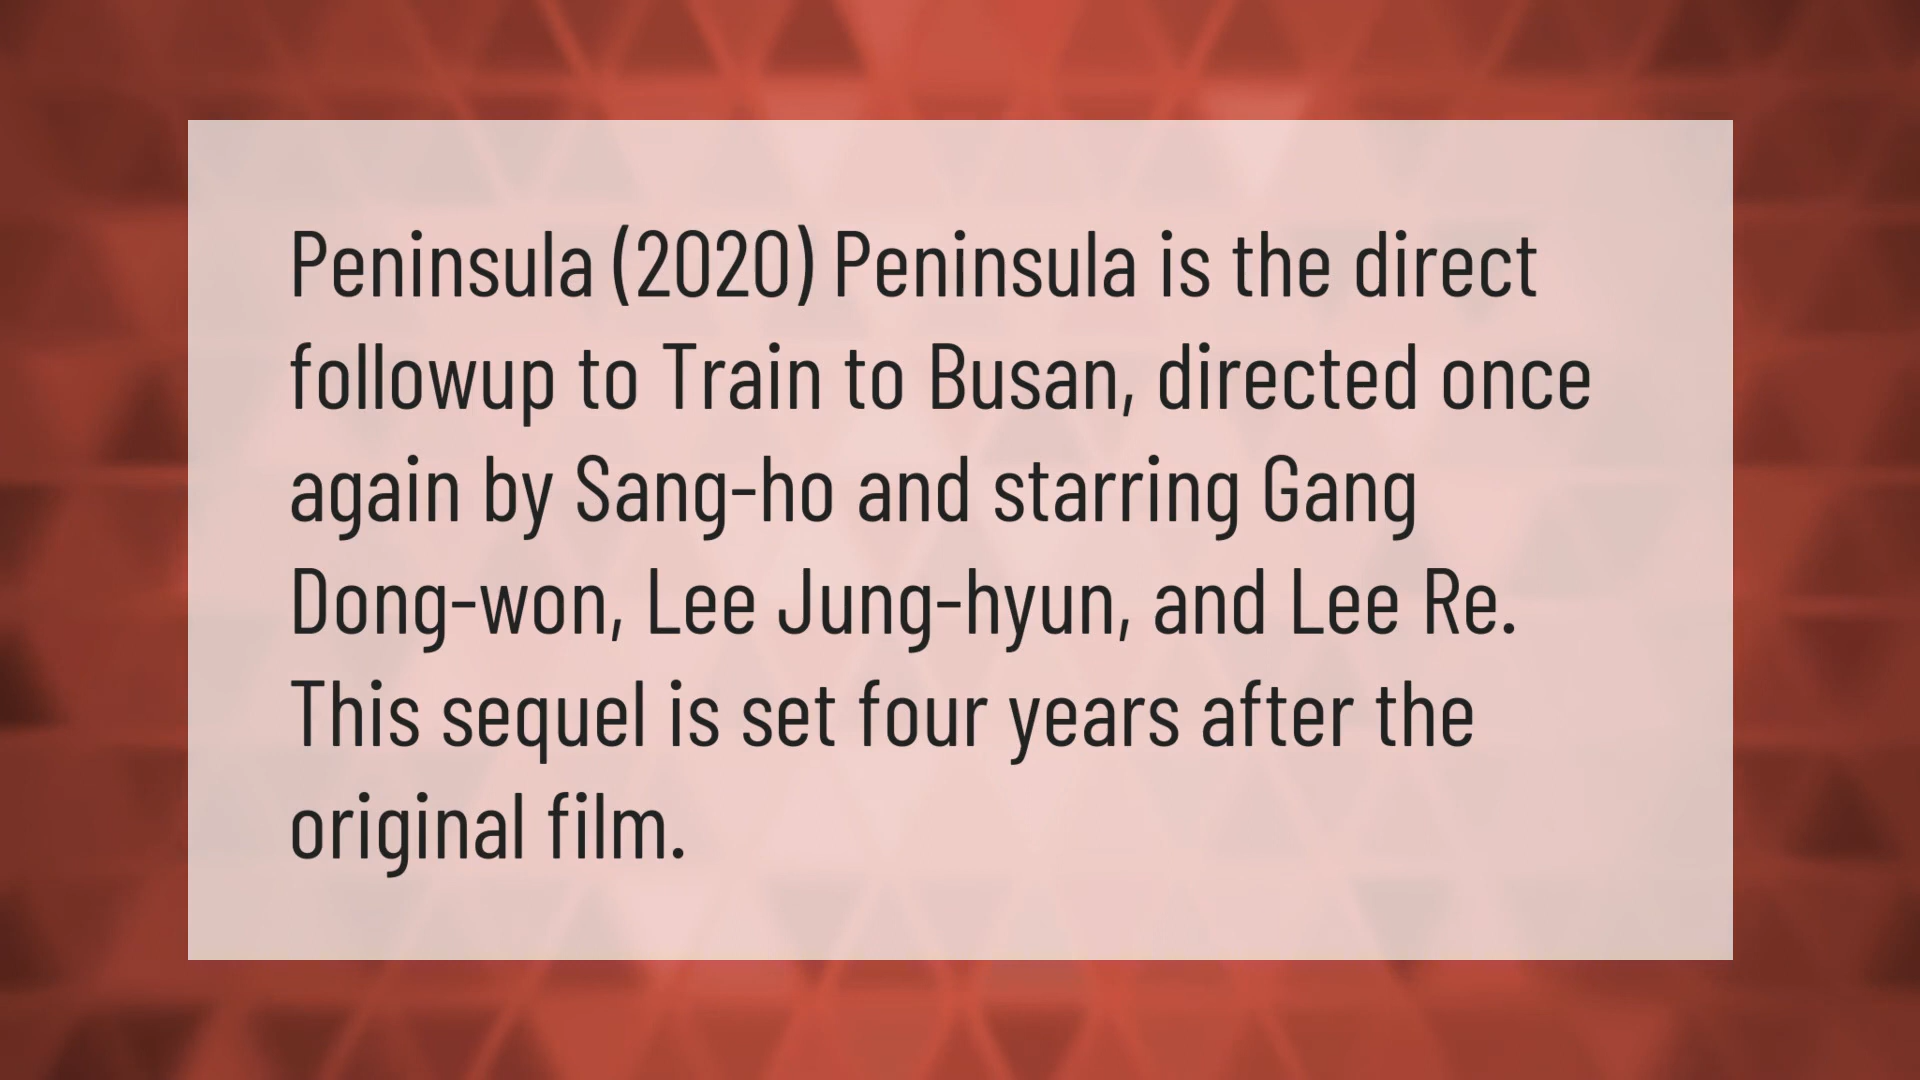 Peninsula (2020) Peninsula is the direct
followup to Train to Busan, directed once
again by Sang-ho and starring Gang
Dong-won, Lee Jung-hyun, and Lee Re.
This sequel is set four years after the
original film.